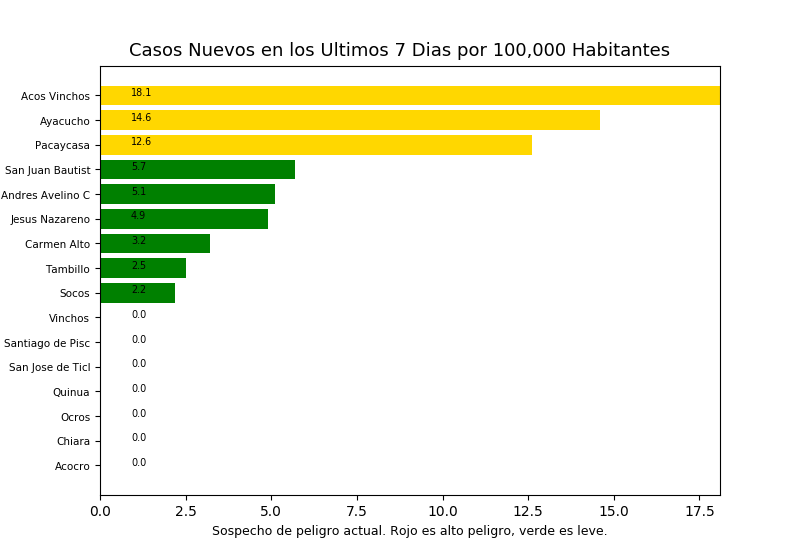 Casos Nuevos en los Ultimos 7 Dias por 100,000 Habitantes
Acos Vinchos 18.1
Ayacucho 14.6
Pacaycasa 12.6
San Juan Bautist 5.7
Andres Avelino C 5.1
Jesus Nazareno 4.9
Carmen Alto 3.2
Tambillo 2.5
Socos 2.2
Vinchos 0.0
Santiago de Pisc 0.0
San Jose de Ticl 0.0
Quinua 0.0
Ocros 0.0
Chiara 0.0
Acocro 0.0
0.0 2.5 5.0 7.5 10.0 12.5 15.0 17.5
Sospecho de peligro actual. Rojo es alto peligro, verde es leve.